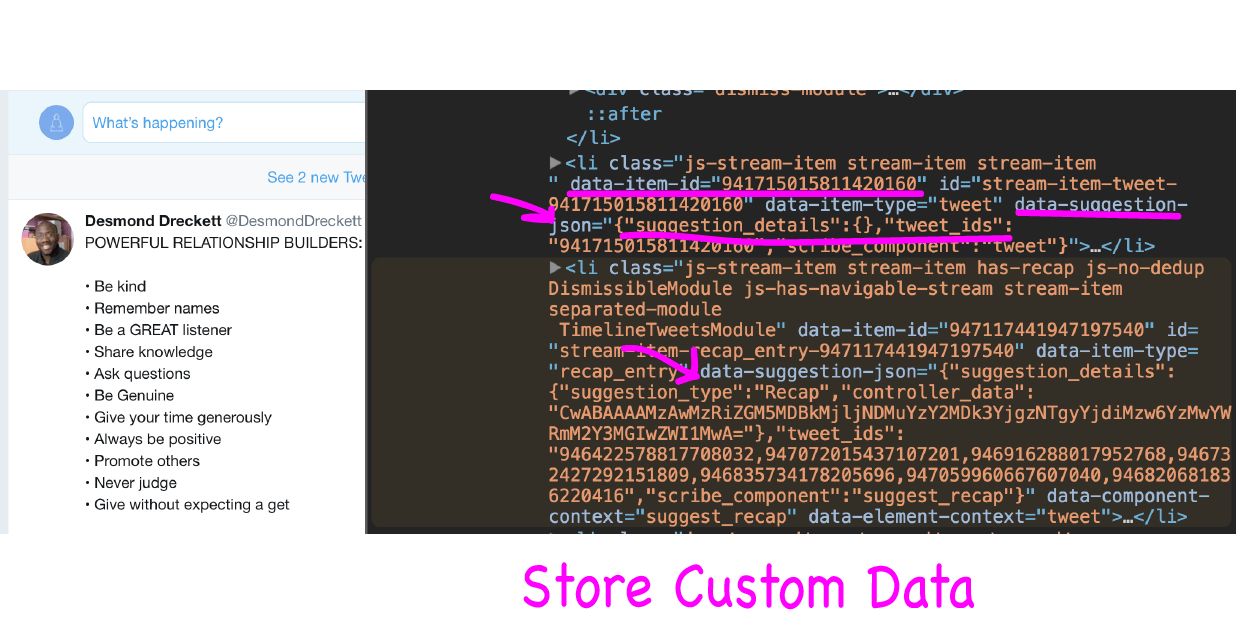 What's happening?
See 2 new Twe
Desmond Dreckett @DesmondDreckett
POWERFUL RELATIONSHIP BUILDERS:
• Be kind
• Remember names
• Be a GREAT listener
• Share knowledge
• Ask questions
• Be Genuine
• Give your time generously
• Always be positive
• Promote others
• Never judge
• Give without expecting a get
▶<div class="dismiss-module">…</div>
::after
</li>
▶<li class="js-stream-item stream-item stream-item
" data-item-id="941715015811420160" id="stream-item-tweet-
941715015811420160" data-item-type="tweet" data-suggestion-
json="{"suggestion_details":{},"tweet_ids":
"941715015811420160","scribe_component":"tweet"}">…</li>
▶<li class="js-stream-item stream-item has-recap js-no-dedup
DismissibleModule js-has-navigable-stream stream-item
separated-module
TimelineTweetsModule" data-item-id="947117441947197540" id=
"stream-item-recap_entry-947117441947197540" data-item-type=
"recap_entry" data-suggestion-json="{"suggestion_details":
{"suggestion_type":"Recap","controller_data":
"CwABAAAAMzAwMzRiZGM5MDBkMjljNDMuYzY2MDk3YjgzNTgyYjdiMzw6YzMwYW
RmM2Y3MGIwZWI1MwA="},"tweet_ids":
"946422578817708032,947072015437107201,946916288017952768,94673
2427292151809,946835734178205696,947059960667607040,94682068183
6220416","scribe_component":"suggest_recap"}" data-component-
context="suggest_recap" data-element-context="tweet">…</li>
Store Custom Data